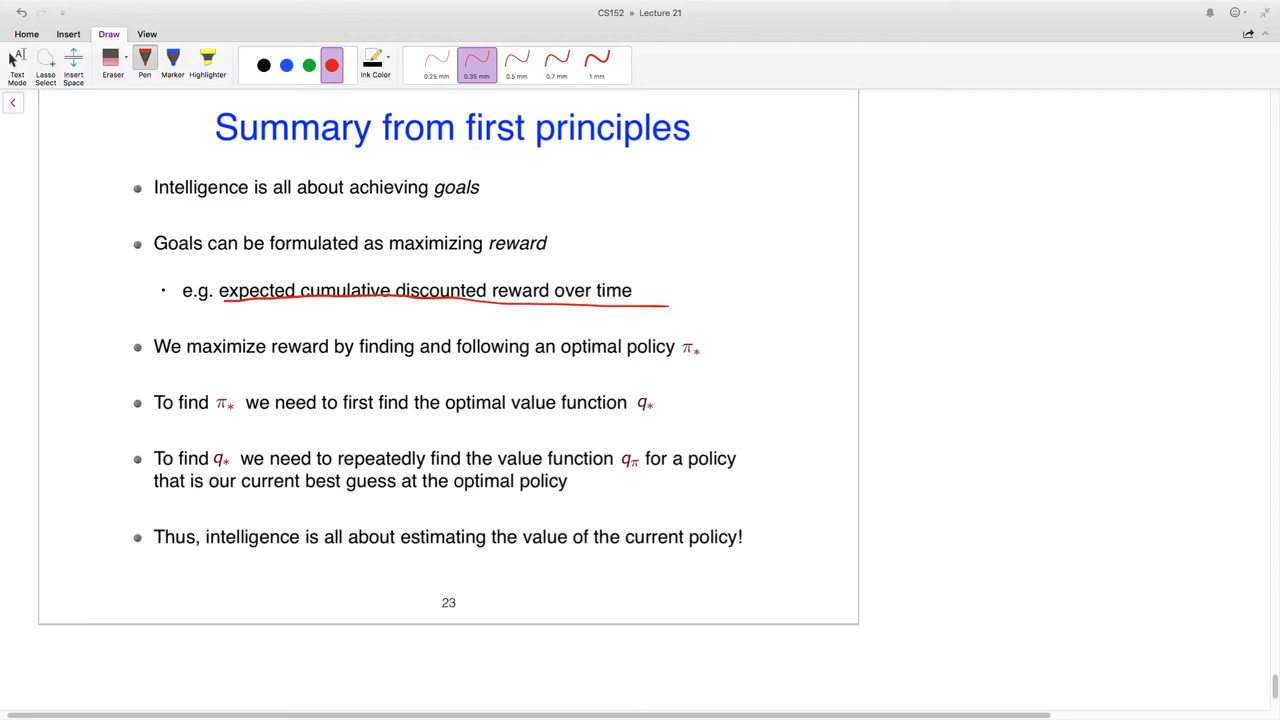 CS152 » Lecture 21
Home Insert Draw View
Text Mode
Lasso Select
Insert Space
Eraser
Pen
Marker
Highlighter
Ink Color
0.25 mm
0.35 mm
0.5 mm
0.7 mm
1 mm
Summary from first principles
Intelligence is all about achieving goals
Goals can be formulated as maximizing reward
e.g. expected cumulative discounted reward over time
We maximize reward by finding and following an optimal policy π*
To find π* we need to first find the optimal value function q*
To find q* we need to repeatedly find the value function qπ for a policy
that is our current best guess at the optimal policy
Thus, intelligence is all about estimating the value of the current policy!
23